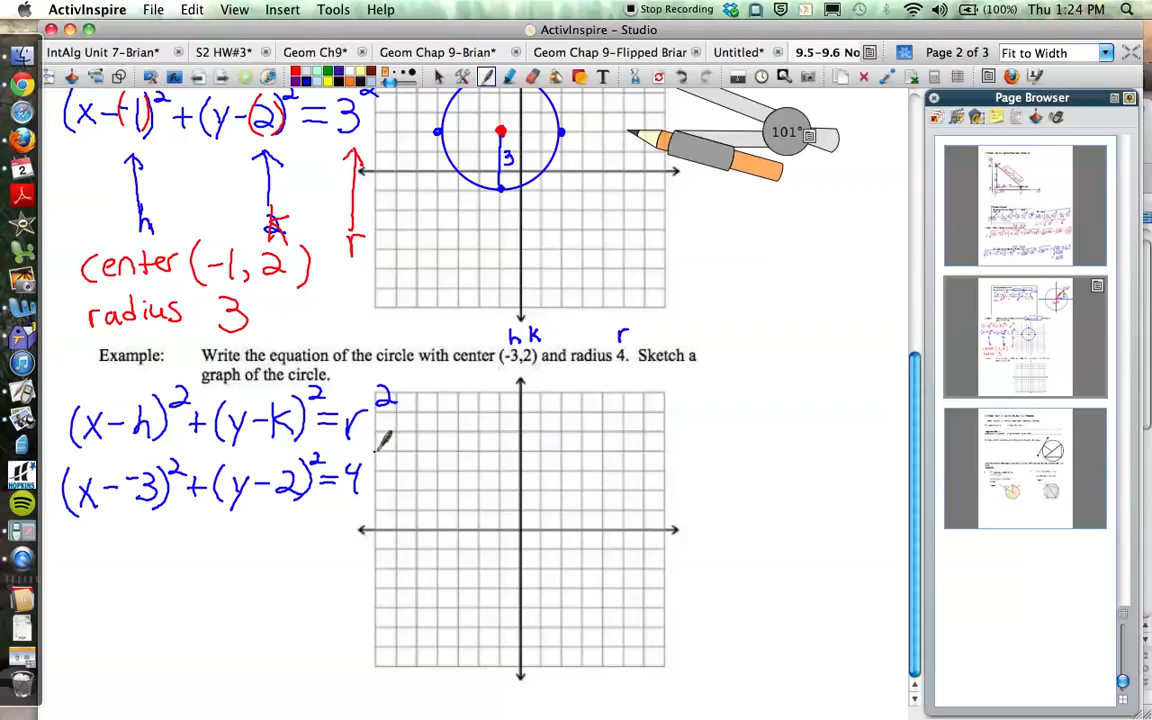 ActivInspire File Edit View Insert Tools Help Stop Recording (100%) Thu 1:24 PM
ActivInspire - Studio
IntAlg Unit 7-Brian* S2 HW#3* Geom Ch9* Geom Chap 9-Brian* Geom Chap 9-Flipped Briar Untitled* 9.5-9.6 No Page 2 of 3 Fit to Width
Page Browser
(x - -1)² + (y - 2)² = 3²
101°
3
h k r
center (-1, 2)
radius 3
h k r
Example: Write the equation of the circle with center (-3,2) and radius 4. Sketch a
graph of the circle.
(x-h)² + (y-k)² = r²
(x - -3)² + (y-2)² = 4